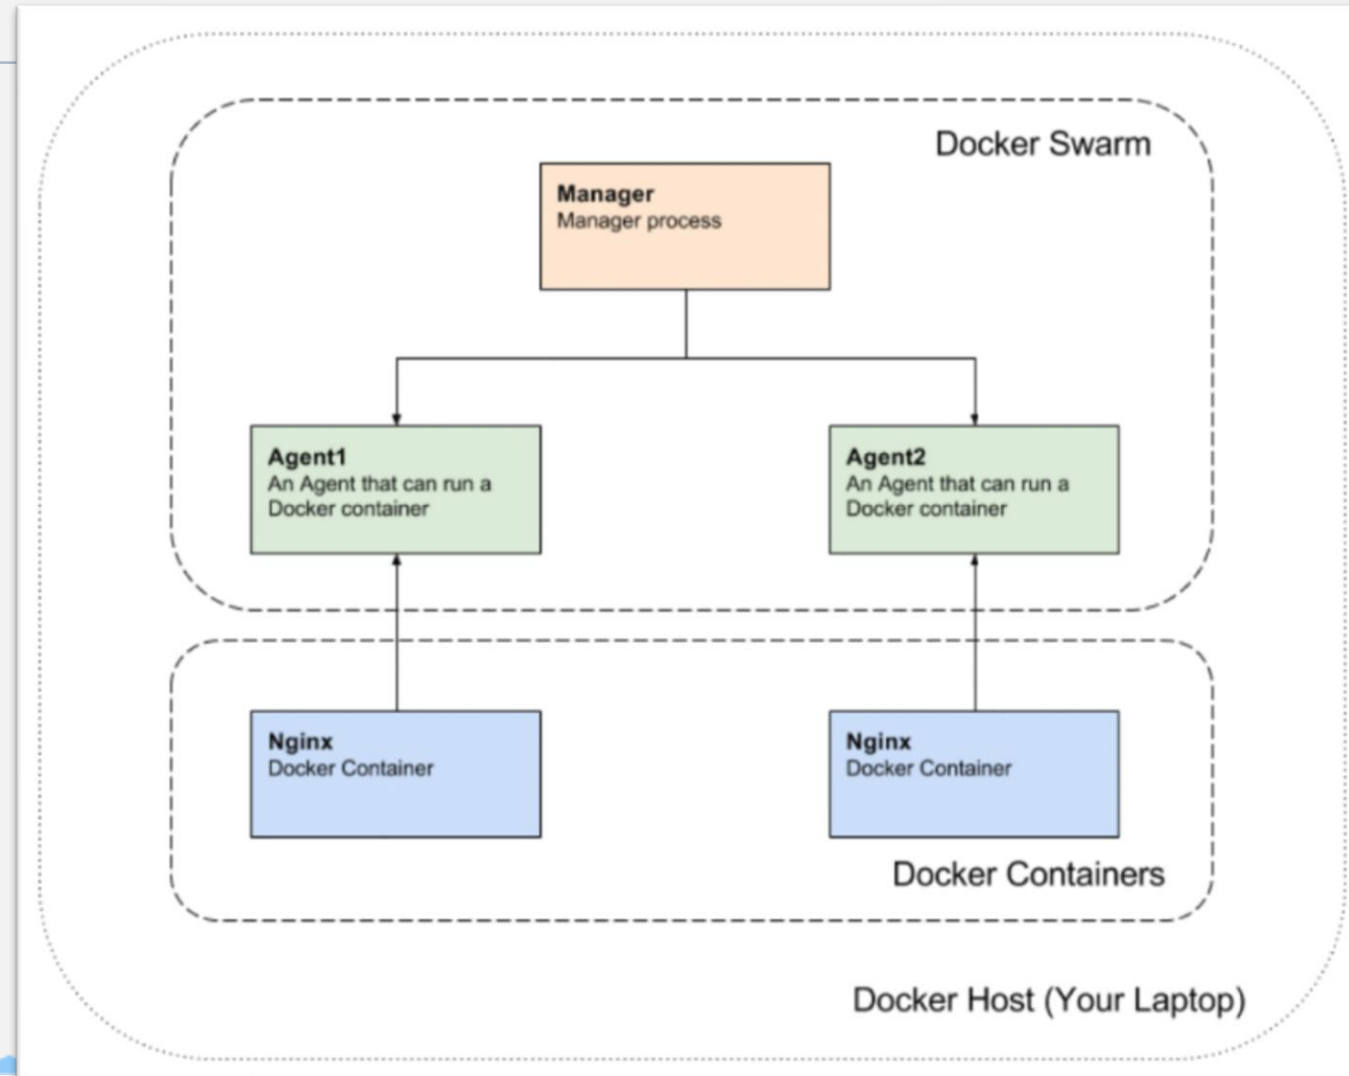 Docker Swarm
Manager
Manager process
Agent1
An Agent that can run a
Docker container
Agent2
An Agent that can run a
Docker container
Nginx
Docker Container
Nginx
Docker Container
Docker Containers
Docker Host (Your Laptop)